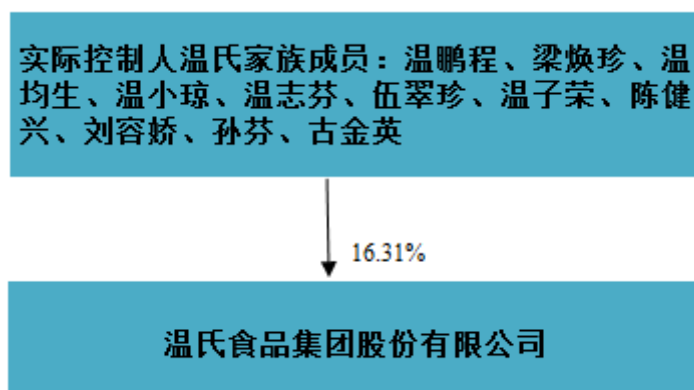 实际控制人温氏家族成员：温鹏程、梁焕珍、温
均生、温小琼、温志芬、伍翠珍、温子荣、陈健
兴、刘容娇、孙芬、古金英
16.31%
温氏食品集团股份有限公司